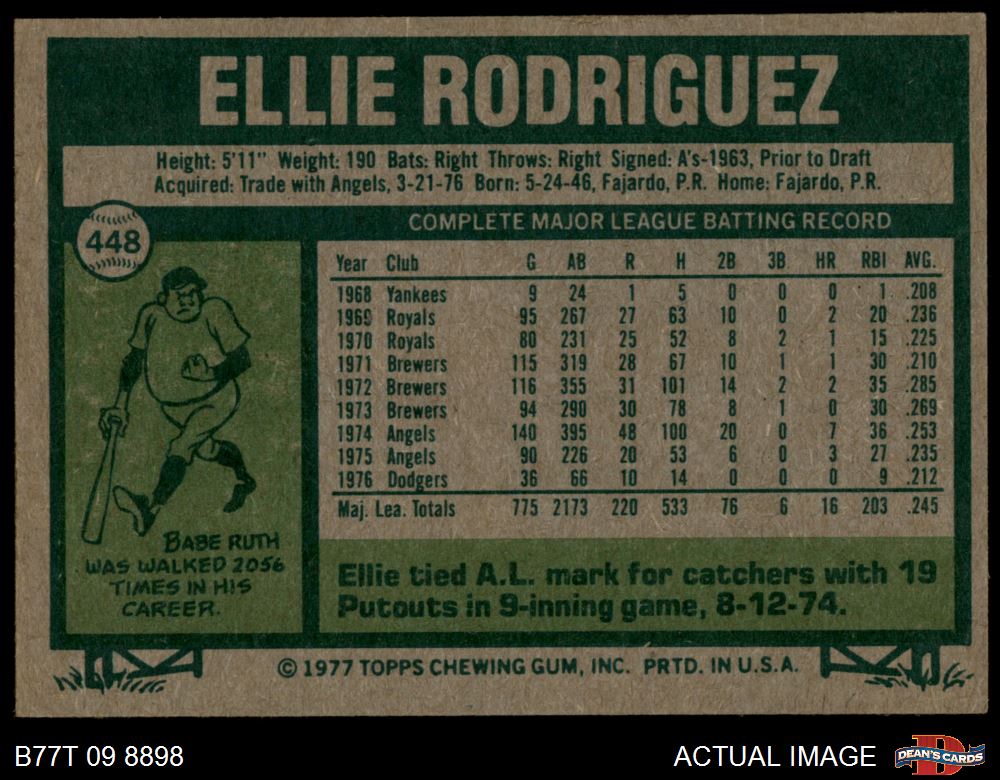 ELLIE RODRIGUEZ
Height: 5'11" Weight: 190 Bats: Right Throws: Right Signed: A's-1963, Prior to Draft
Acquired: Trade with Angels, 3-21-76 Born: 5-24-46, Fajardo, P.R. Home: Fajardo, P.R.
448
COMPLETE MAJOR LEAGUE BATTING RECORD
Year Club G AB R H 2B 3B HR RBI AVG.
1968 Yankees 9 24 1 5 0 0 0 1 .208
1969 Royals 95 267 27 63 10 0 2 20 .236
1970 Royals 80 231 25 52 8 2 1 15 .225
1971 Brewers 115 319 28 67 10 1 1 30 .210
1972 Brewers 116 355 31 101 14 2 2 35 .285
1973 Brewers 94 290 30 78 8 1 0 30 .269
1974 Angels 140 395 48 100 20 0 7 36 .253
1975 Angels 90 226 20 53 6 0 3 27 .235
1976 Dodgers 36 66 10 14 0 0 0 9 .212
Maj. Lea. Totals 775 2173 220 533 76 6 16 203 .245
BABE RUTH
WAS WALKED 2056
TIMES IN HIS
CAREER.
Ellie tied A.L. mark for catchers with 19
Putouts in 9-inning game, 8-12-74.
© 1977 TOPPS CHEWING GUM, INC. PRTD. IN U.S.A.
B77T 09 8898
ACTUAL IMAGE
D
DEAN'S CARDS